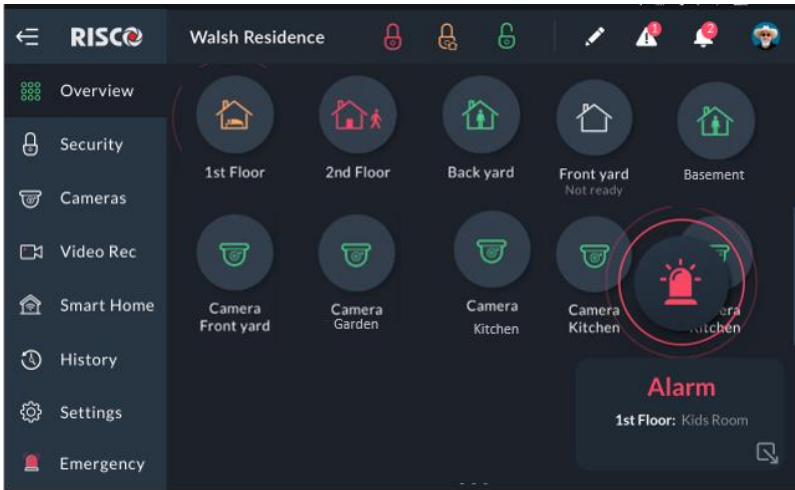 RISCO
Walsh Residence
1
2
Overview
Security
Cameras
Video Rec
Smart Home
History
Settings
Emergency
1st Floor
2nd Floor
Back yard
Front yard
Not ready
Basement
Camera
Front yard
Camera
Garden
Camera
Kitchen
Camera
Kitchen
Alarm
1st Floor: Kids Room